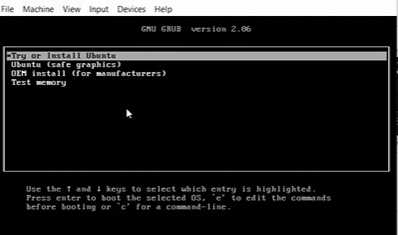 File Machine View Input Devices Help
GNU GRUB version 2.06
*Try or Install Ubuntu
Ubuntu (safe graphics)
OEM install (for manufacturers)
Test memory
Use the ↑ and ↓ keys to select which entry is highlighted.
Press enter to boot the selected OS, `e' to edit the commands
before booting or `c' for a command-line.